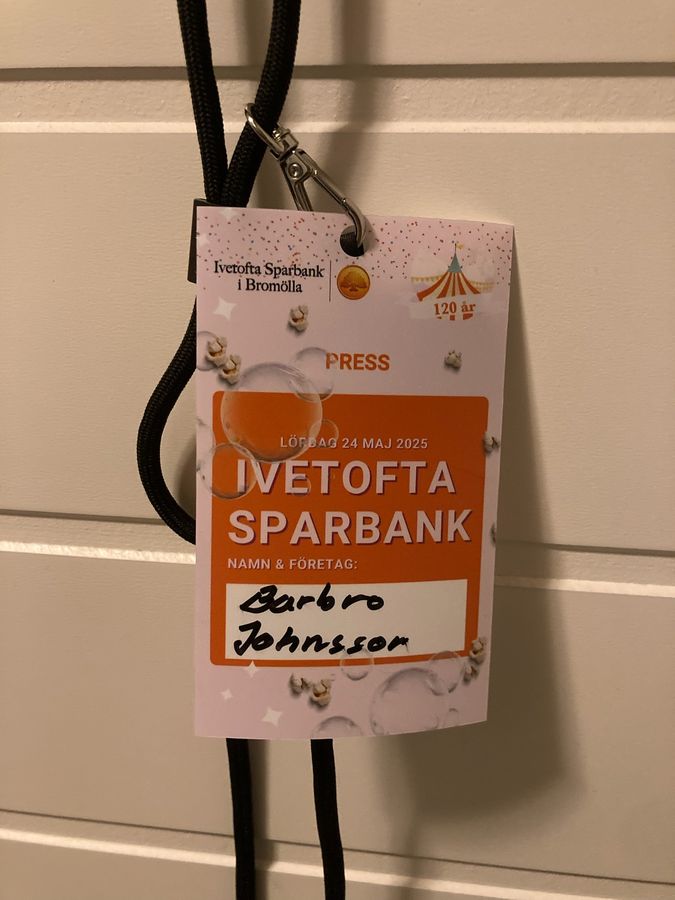 Ivetofta Sparbank
i Bromölla
120 år
PRESS
LÖRDAG 24 MAJ 2025
IVETOFTA
SPARBANK
NAMN & FÖRETAG:
Barbro
Johnsson